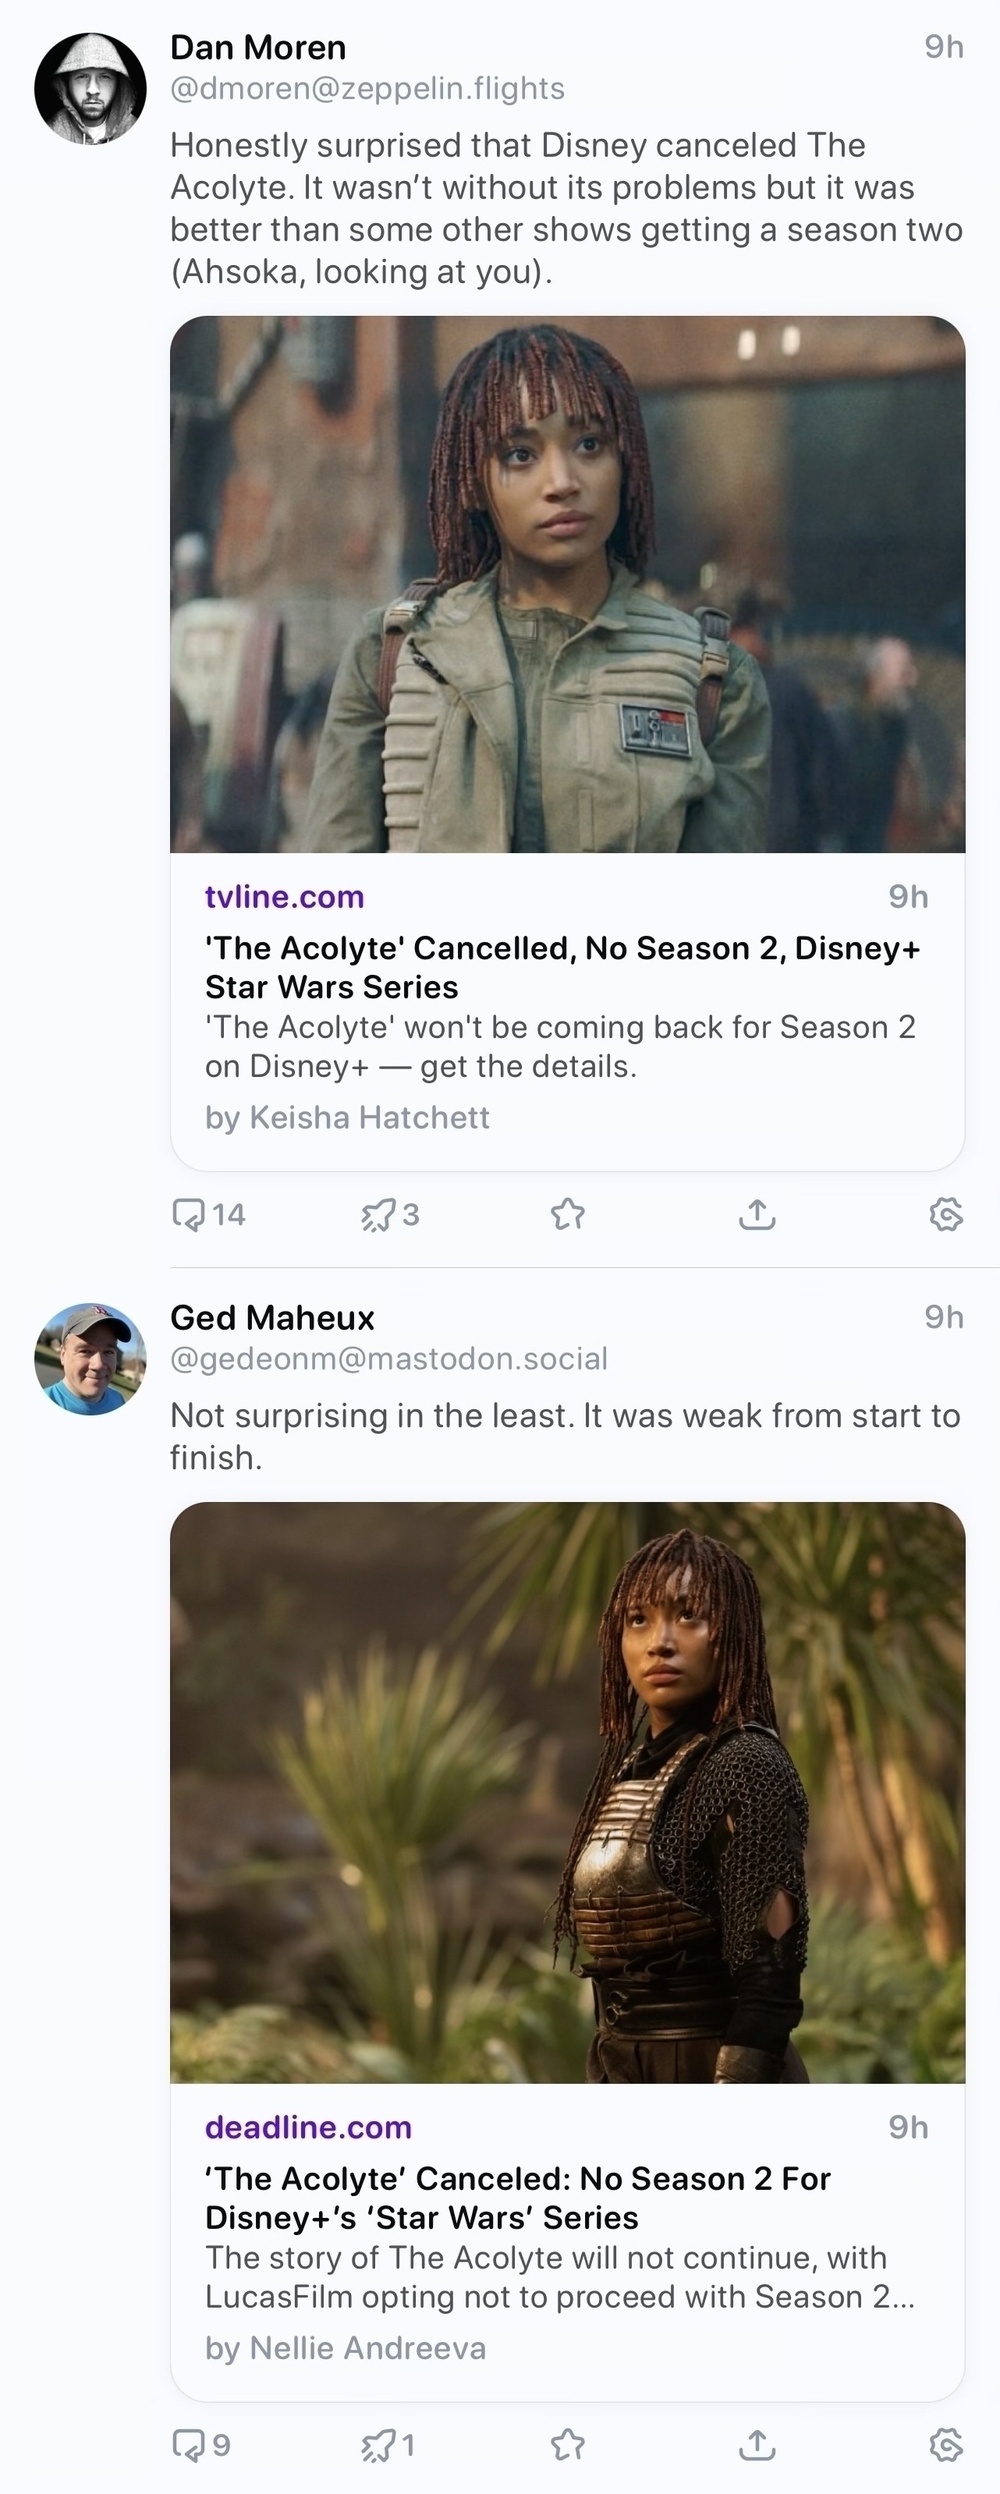 Dan Moren
9h
@dmoren@zeppelin.flights
Honestly surprised that Disney canceled The
Acolyte. It wasn’t without its problems but it was
better than some other shows getting a season two
(Ahsoka, looking at you).
tvline.com
9h
'The Acolyte' Cancelled, No Season 2, Disney+
Star Wars Series
'The Acolyte' won't be coming back for Season 2
on Disney+ — get the details.
by Keisha Hatchett
14
3
Ged Maheux
9h
@gedeonm@mastodon.social
Not surprising in the least. It was weak from start to
finish.
deadline.com
9h
‘The Acolyte’ Canceled: No Season 2 For
Disney+’s ‘Star Wars’ Series
The story of The Acolyte will not continue, with
LucasFilm opting not to proceed with Season 2...
by Nellie Andreeva
9
1